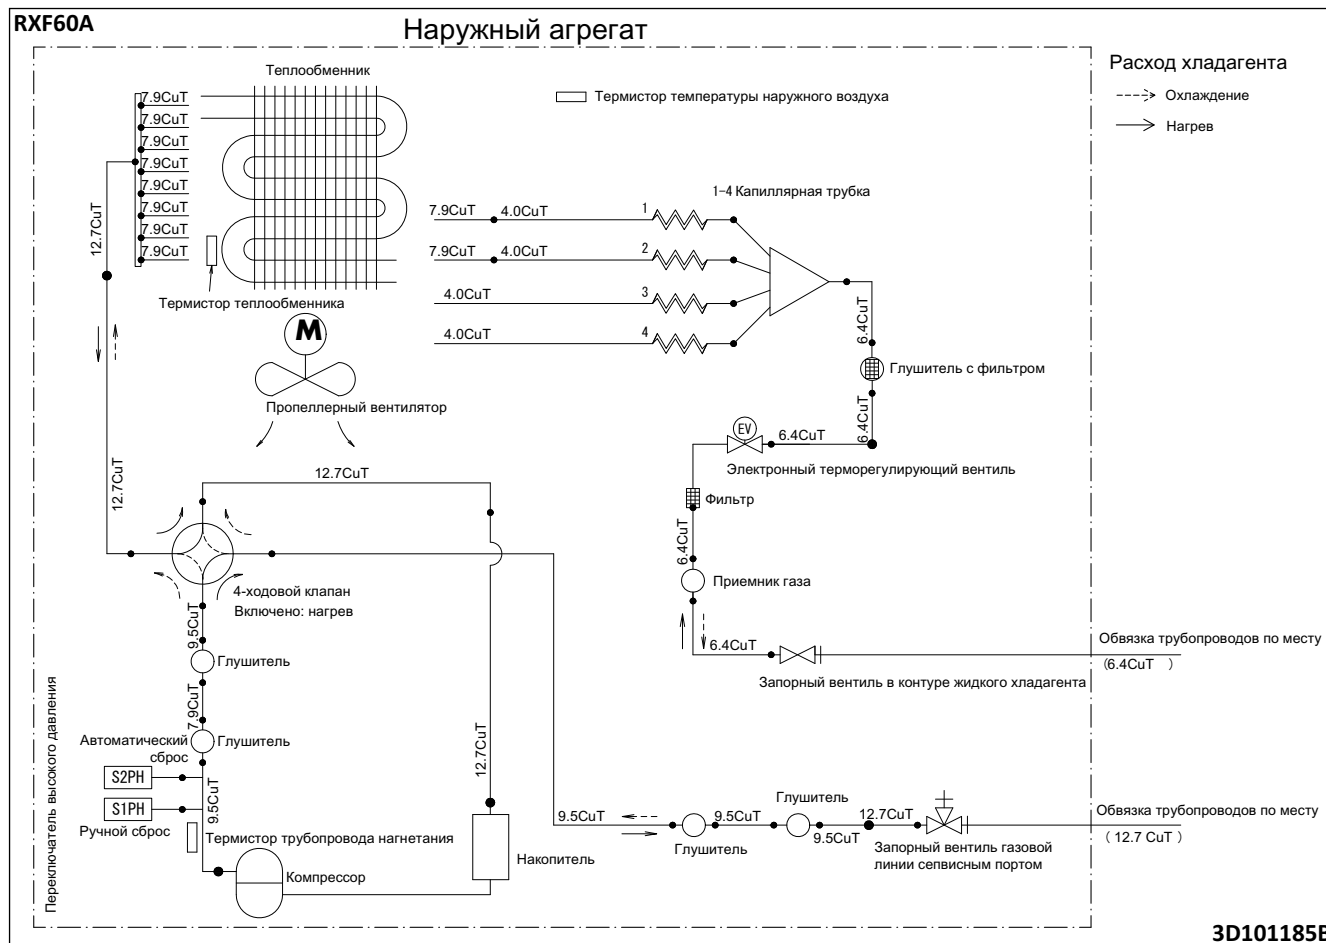 RXF60A
Наружный агрегат
Теплообменник
Термистор температуры наружного воздуха
Расход хладагента
Охлаждение
Нагрев
7.9CuT
7.9CuT
7.9CuT
7.9CuT
7.9CuT
7.9CuT
7.9CuT
7.9CuT
12.7CuT
Термистор теплообменника
1-4 Капиллярная трубка
7.9CuT
4.0CuT
1
7.9CuT
4.0CuT
2
4.0CuT
3
4.0CuT
4
6.4CuT
Глушитель с фильтром
6.4CuT
M
Пропеллерный вентилятор
EV
6.4CuT
Электронный терморегулирующий вентиль
Фильтр
6.4CuT
Приемник газа
12.7CuT
12.7CuT
4-ходовой клапан
Включено: нагрев
9.5CuT
Глушитель
7.9CuT
Глушитель
6.4CuT
Запорный вентиль в контуре жидкого хладагента
Обвязка трубопроводов по месту
(6.4CuT )
Переключатель высокого давления
Автоматический
сброс
S2PH
S1PH
Ручной сброс
9.5CuT
Термистор трубопровода нагнетания
Компрессор
12.7CuT
Накопитель
9.5CuT
Глушитель
9.5CuT
Глушитель
9.5CuT
12.7CuT
Запорный вентиль газовой
линии сепвисным портом
Обвязка трубопроводов по месту
( 12.7 CuT )
3D101185B